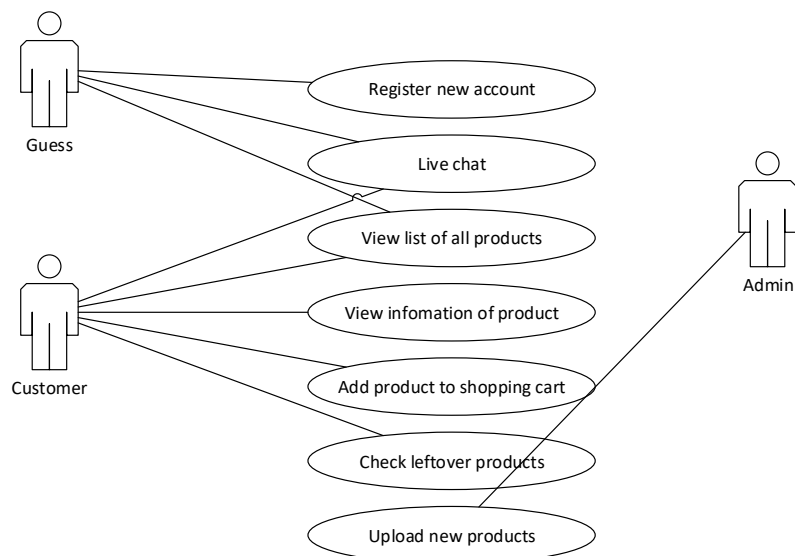 Register new account
Guess
Live chat
View list of all products
Admin
View infomation of product
Customer
Add product to shopping cart
Check leftover products
Upload new products